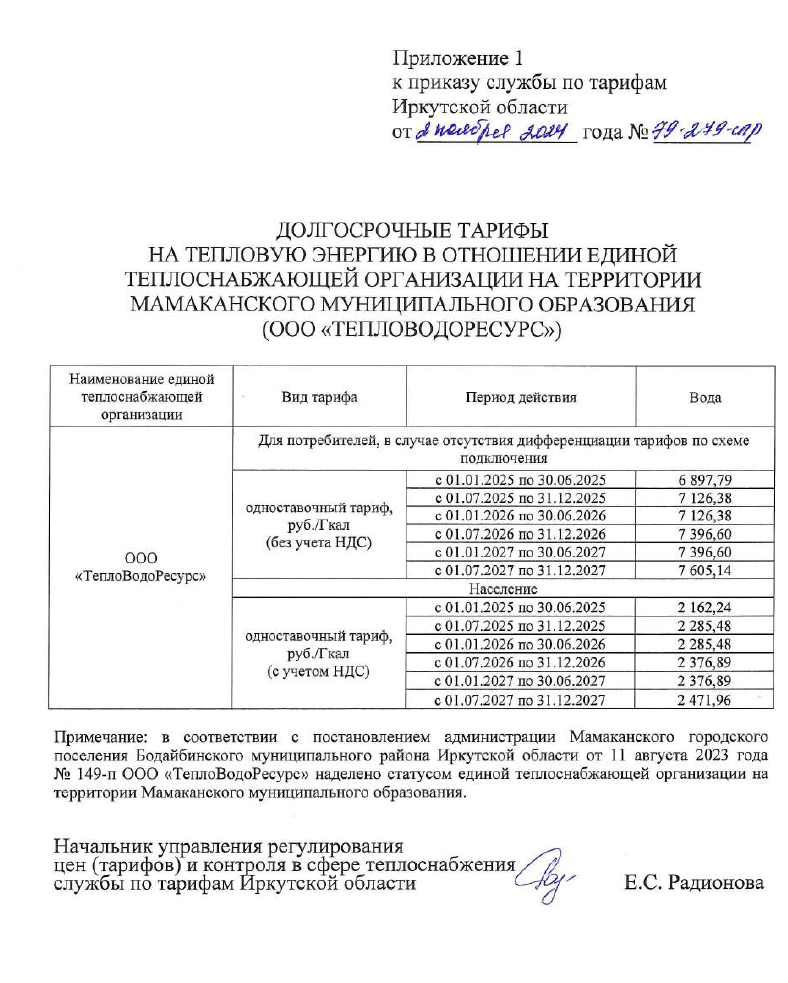 Приложение 1
к приказу службы по тарифам
Иркутской области
от 2 ноября 2024 года № 79-279-спр
ДОЛГОСРОЧНЫЕ ТАРИФЫ
НА ТЕПЛОВУЮ ЭНЕРГИЮ В ОТНОШЕНИИ ЕДИНОЙ
ТЕПЛОСНАБЖАЮЩЕЙ ОРГАНИЗАЦИИ НА ТЕРРИТОРИИ
МАМАКАНСКОГО МУНИЦИПАЛЬНОГО ОБРАЗОВАНИЯ
(ООО «ТЕПЛОВОДОРЕСУРС»)
Наименование единой
теплоснабжающей
организации
Вид тарифа
Период действия
Вода
ООО
«ТеплоВодоРесурс»
Для потребителей, в случае отсутствия дифференциации тарифов по схеме
подключения
одноставочный тариф,
руб./Гкал
(без учета НДС)
с 01.01.2025 по 30.06.2025 6 897,79
с 01.07.2025 по 31.12.2025 7 126,38
с 01.01.2026 по 30.06.2026 7 126,38
с 01.07.2026 по 31.12.2026 7 396,60
с 01.01.2027 по 30.06.2027 7 396,60
с 01.07.2027 по 31.12.2027 7 605,14
Население
одноставочный тариф,
руб./Гкал
(с учетом НДС)
с 01.01.2025 по 30.06.2025 2 162,24
с 01.07.2025 по 31.12.2025 2 285,48
с 01.01.2026 по 30.06.2026 2 285,48
с 01.07.2026 по 31.12.2026 2 376,89
с 01.01.2027 по 30.06.2027 2 376,89
с 01.07.2027 по 31.12.2027 2 471,96
Примечание: в соответствии с постановлением администрации Мамаканского городского
поселения Бодайбинского муниципального района Иркутской области от 11 августа 2023 года
№ 149-п ООО «ТеплоВодоРесурс» наделено статусом единой теплоснабжающей организации на
территории Мамаканского муниципального образования.
Начальник управления регулирования
цен (тарифов) и контроля в сфере теплоснабжения
службы по тарифам Иркутской области Е.С. Радионова